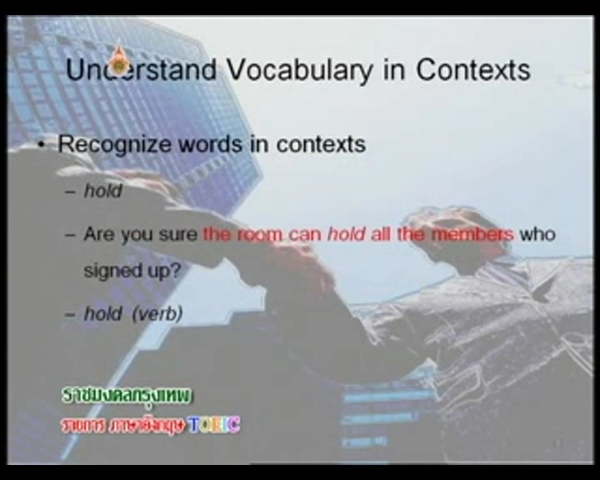 Understand Vocabulary in Contexts
• Recognize words in contexts
– hold
– Are you sure the room can hold all the members who
signed up?
– hold (verb)
ราชมงคลกรุงเทพ
รายการ ภาษาอังกฤษ TOEIC